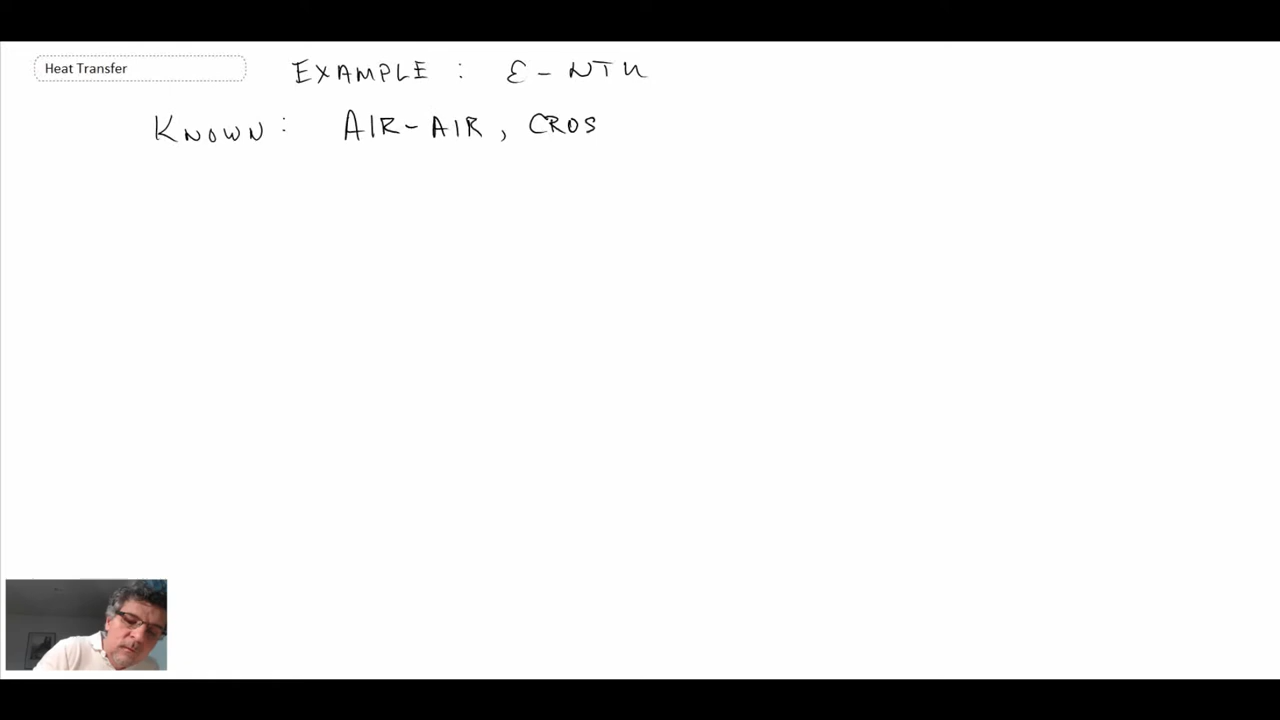 Heat Transfer
EXAMPLE : ε - NTU
KNOWN : AIR-AIR, CROS